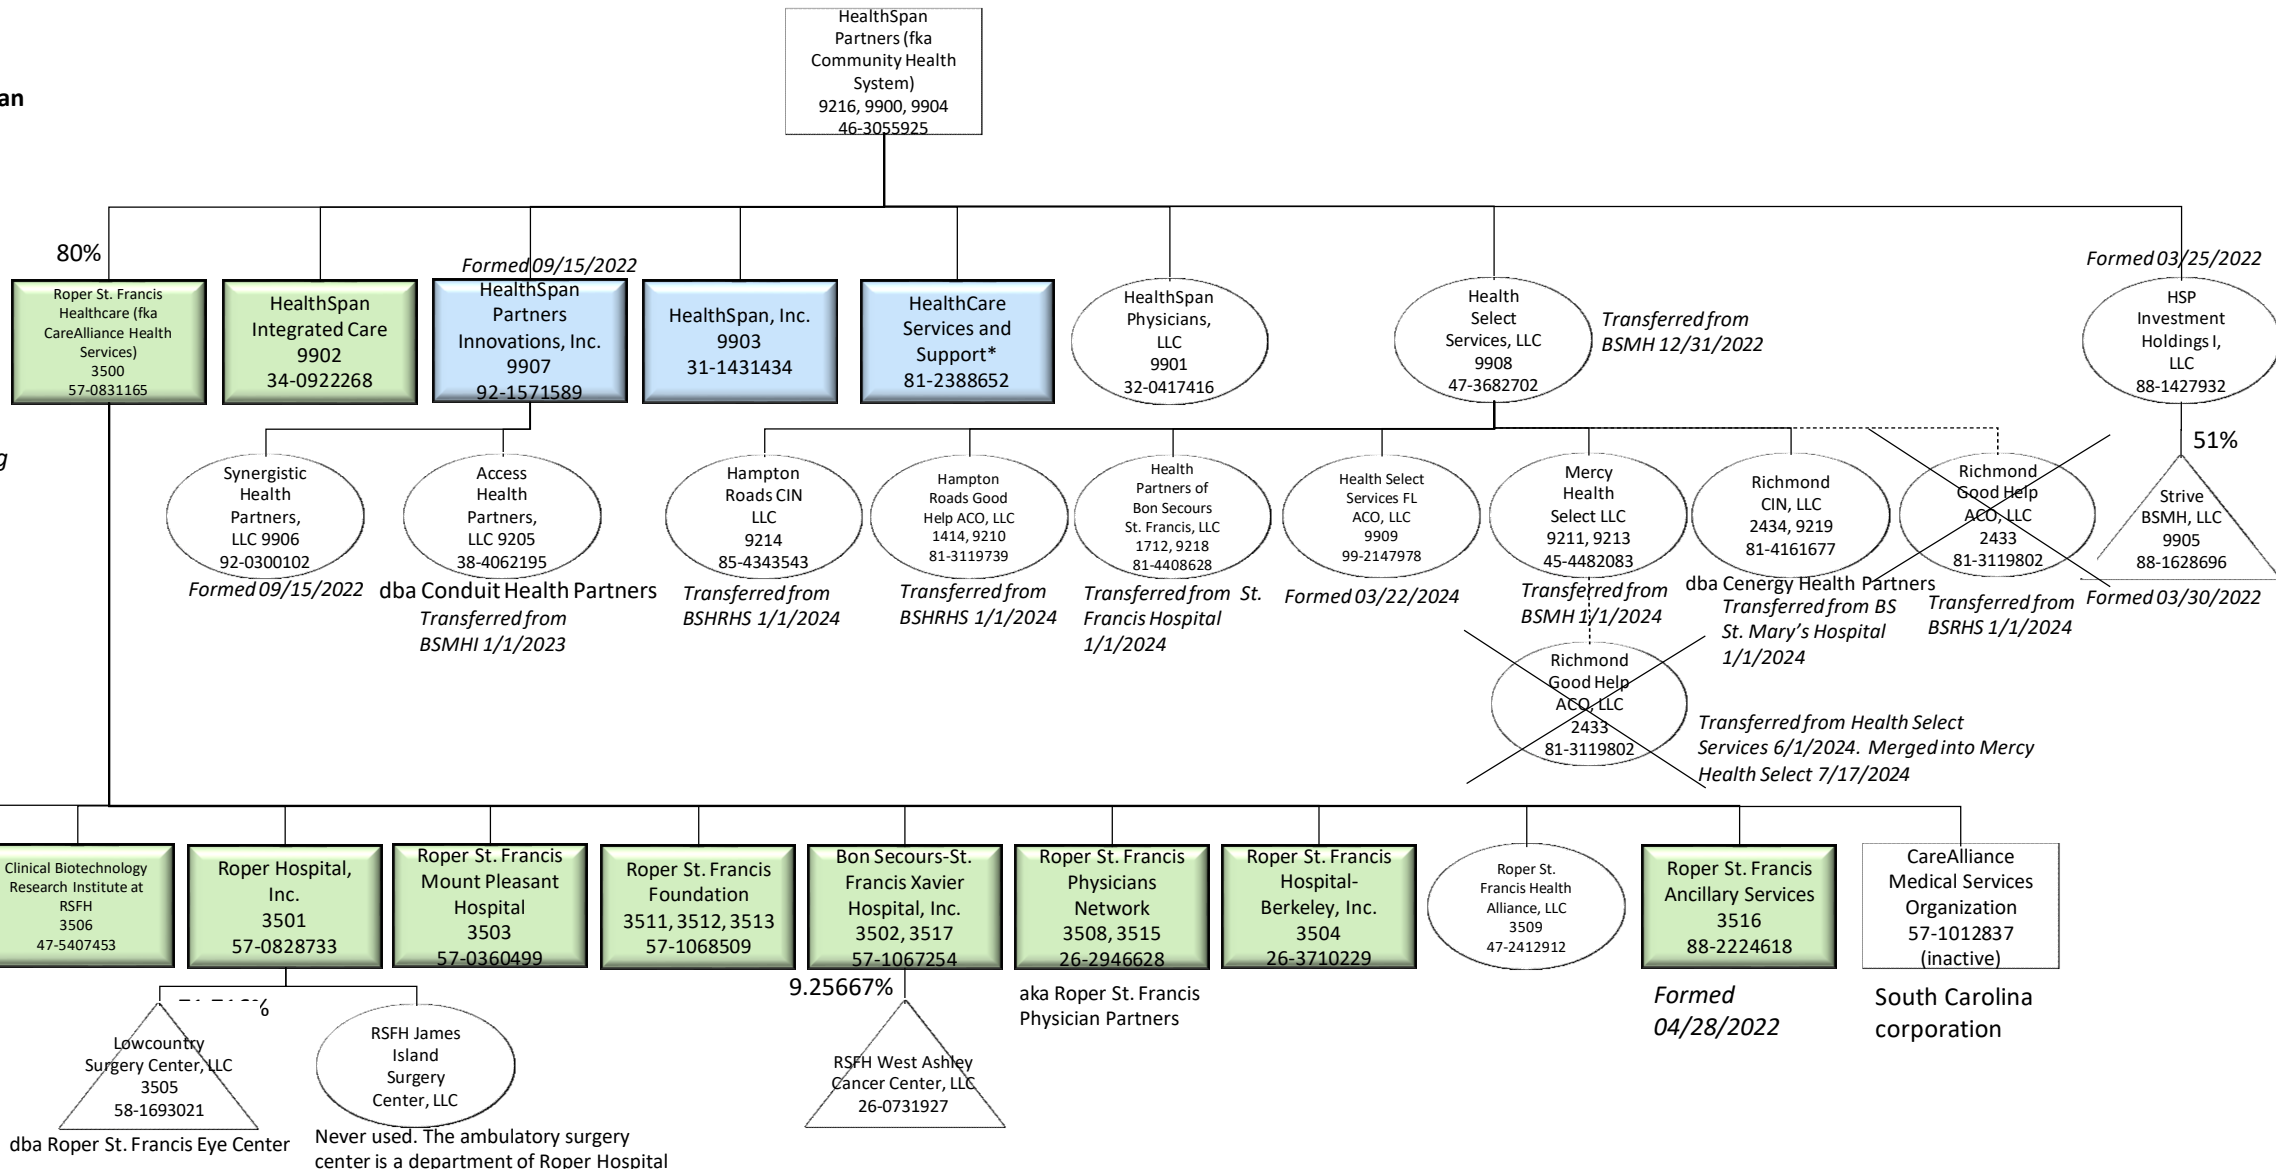 HealthSpan
Partners (fka
Community Health
System)
9216, 9900, 9904
46-3055925
an
80%
Formed 09/15/2022
Formed 03/25/2022
Roper St. Francis
Healthcare (fka
CareAlliance Health
Services)
3500
57-0831165
HealthSpan
Integrated Care
9902
34-0922268
HealthSpan
Partners
Innovations, Inc.
9907
92-1571589
HealthSpan, Inc.
9903
31-1431434
HealthCare
Services and
Support*
81-2388652
HealthSpan
Physicians,
LLC
9901
32-0417416
Health
Select
Services, LLC
9908
47-3682702
Transferred from
BSMH 12/31/2022
HSP
Investment
Holdings I,
LLC
88-1427932
g
51%
Synergistic
Health
Partners,
LLC 9906
92-0300102
Formed 09/15/2022
Access
Health
Partners,
LLC 9205
38-4062195
dba Conduit Health Partners
Transferred from
BSMHI 1/1/2023
Hampton
Roads CIN
LLC
9214
85-4343543
Transferred from
BSHRHS 1/1/2024
Hampton
Roads Good
Help ACO, LLC
1414, 9210
81-3119739
Transferred from
BSHRHS 1/1/2024
Health
Partners of
Bon Secours
St. Francis, LLC
1712, 9218
81-4408628
Transferred from St.
Francis Hospital
1/1/2024
Health Select
Services FL
ACO, LLC
9909
99-2147978
Formed 03/22/2024
Mercy
Health
Select LLC
9211, 9213
45-4482083
Transferred from
BSMH 1/1/2024
Richmond
CIN, LLC
2434, 9219
81-4161677
dba Cenergy Health Partners
Transferred from BS
St. Mary's Hospital
1/1/2024
Richmond
Good Help
ACO, LLC
2433
81-3119802
Transferred from
BSRHS 1/1/2024
Strive
BSMH, LLC
9905
88-1628696
Formed 03/30/2022
Richmond
Good Help
ACO, LLC
2433
81-3119802
Transferred from Health Select
Services 6/1/2024. Merged into Mercy
Health Select 7/17/2024
Clinical Biotechnology
Research Institute at
RSFH
3506
47-5407453
Roper Hospital,
Inc.
3501
57-0828733
Roper St. Francis
Mount Pleasant
Hospital
3503
57-0360499
Roper St. Francis
Foundation
3511, 3512, 3513
57-1068509
Bon Secours-St.
Francis Xavier
Hospital, Inc.
3502, 3517
57-1067254
Roper St. Francis
Physicians
Network
3508, 3515
26-2946628
aka Roper St. Francis
Physician Partners
Roper St. Francis
Hospital-
Berkeley, Inc.
3504
26-3710229
Roper St.
Francis Health
Alliance, LLC
3509
47-2412912
Roper St. Francis
Ancillary Services
3516
88-2224618
Formed
04/28/2022
CareAlliance
Medical Services
Organization
57-1012837
(inactive)
South Carolina
corporation
9.25667%
Lowcountry
Surgery Center, LLC
3505
58-1693021
dba Roper St. Francis Eye Center
RSFH James
Island
Surgery
Center, LLC
Never used. The ambulatory surgery
center is a department of Roper Hospital
RSFH West Ashley
Cancer Center, LLC
26-0731927